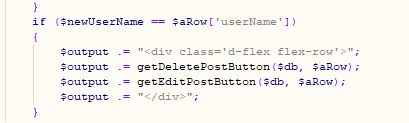 }
if ($newUserName == $aRow['userName'])
{
$output .= "<div class='d-flex flex-row'>";
$output .= getDeletePostButton($db, $aRow);
$output .= getEditPostButton($db, $aRow);
$output .= "</div>";
}